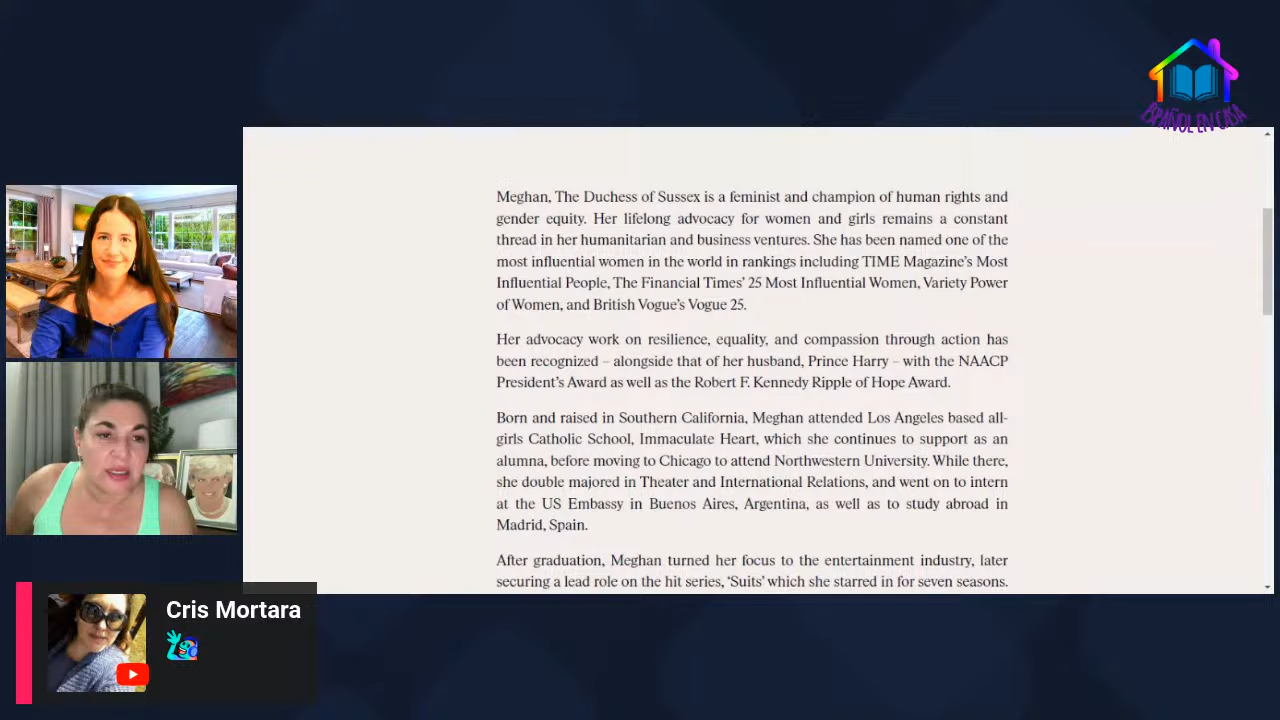 ESPAÑOL EN CASA
Meghan, The Duchess of Sussex is a feminist and champion of human rights and
gender equity. Her lifelong advocacy for women and girls remains a constant
thread in her humanitarian and business ventures. She has been named one of the
most influential women in the world in rankings including TIME Magazine's Most
Influential People, The Financial Times' 25 Most Influential Women, Variety Power
of Women, and British Vogue's Vogue 25.
Her advocacy work on resilience, equality, and compassion through action has
been recognized – alongside that of her husband, Prince Harry – with the NAACP
President's Award as well as the Robert F. Kennedy Ripple of Hope Award.
Born and raised in Southern California, Meghan attended Los Angeles based all-
girls Catholic School, Immaculate Heart, which she continues to support as an
alumna, before moving to Chicago to attend Northwestern University. While there,
she double majored in Theater and International Relations, and went on to intern
at the US Embassy in Buenos Aires, Argentina, as well as to study abroad in
Madrid, Spain.
After graduation, Meghan turned her focus to the entertainment industry, later
securing a lead role on the hit series, 'Suits' which she starred in for seven seasons.
Cris Mortara